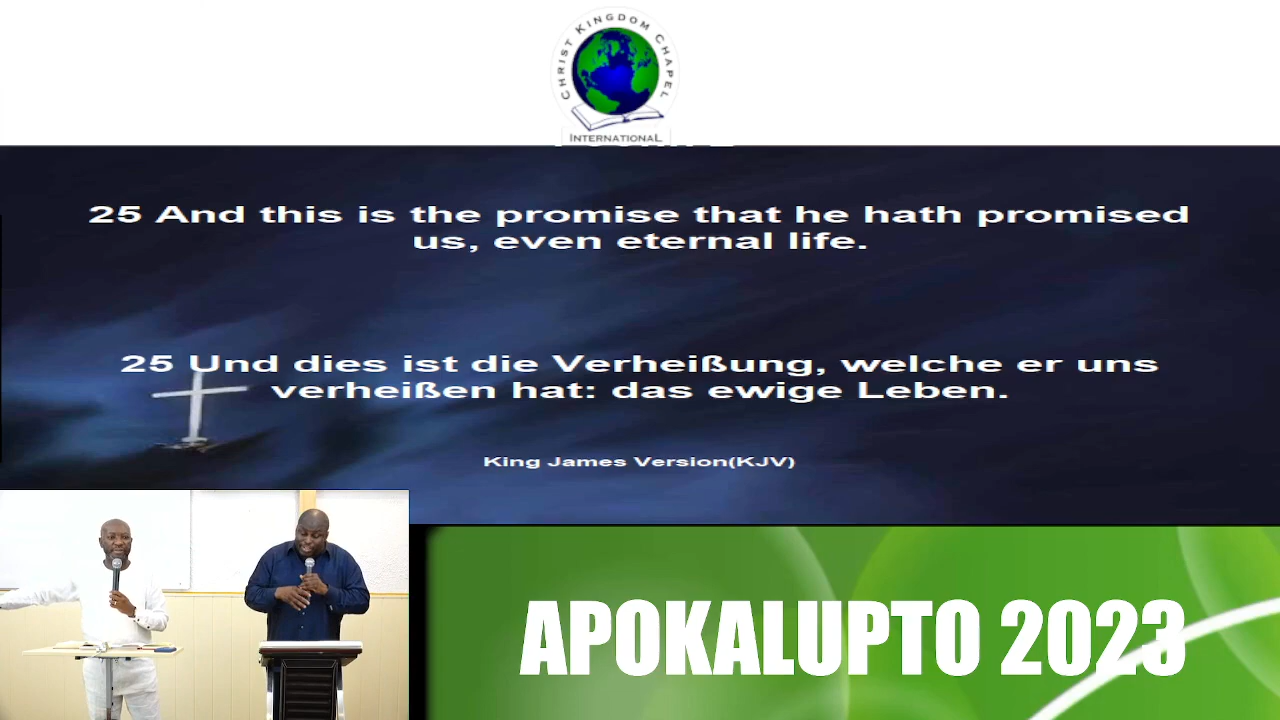 CHRIST KINGDOM CHAPEL
INTERNATIONAL
25 And this is the promise that he hath promised
us, even eternal life.
25 Und dies ist die Verheißung, welche er uns
verheißen hat: das ewige Leben.
King James Version(KJV)
APOKALUPTO 2023